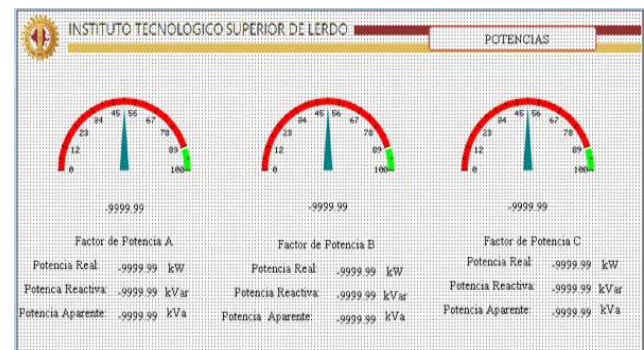 INSTITUTO TECNOLOGICO SUPERIOR DE LERDO
POTENCIAS
0 12 23 34 45 56 67 78 89 100
0 12 23 34 45 56 67 78 89 100
0 12 23 34 45 56 67 78 89 100
-9999.99 -9999.99 -9999.99
Factor de Potencia A Factor de Potencia B Factor de Potencia C
Potencia Real: -9999.99 kW Potencia Real: -9999.99 kW Potencia Real: -9999.99 kW
Potenca Reactiva: -9999.99 kVar Potencia Reactiva: -9999.99 kVar Potencia Reactiva: -9999.99 kVar
Potencia Aparente: -9999.99 kVa Potencia Aparente: -9999.99 kVa Potencia Aparente: -9999.99 kVa